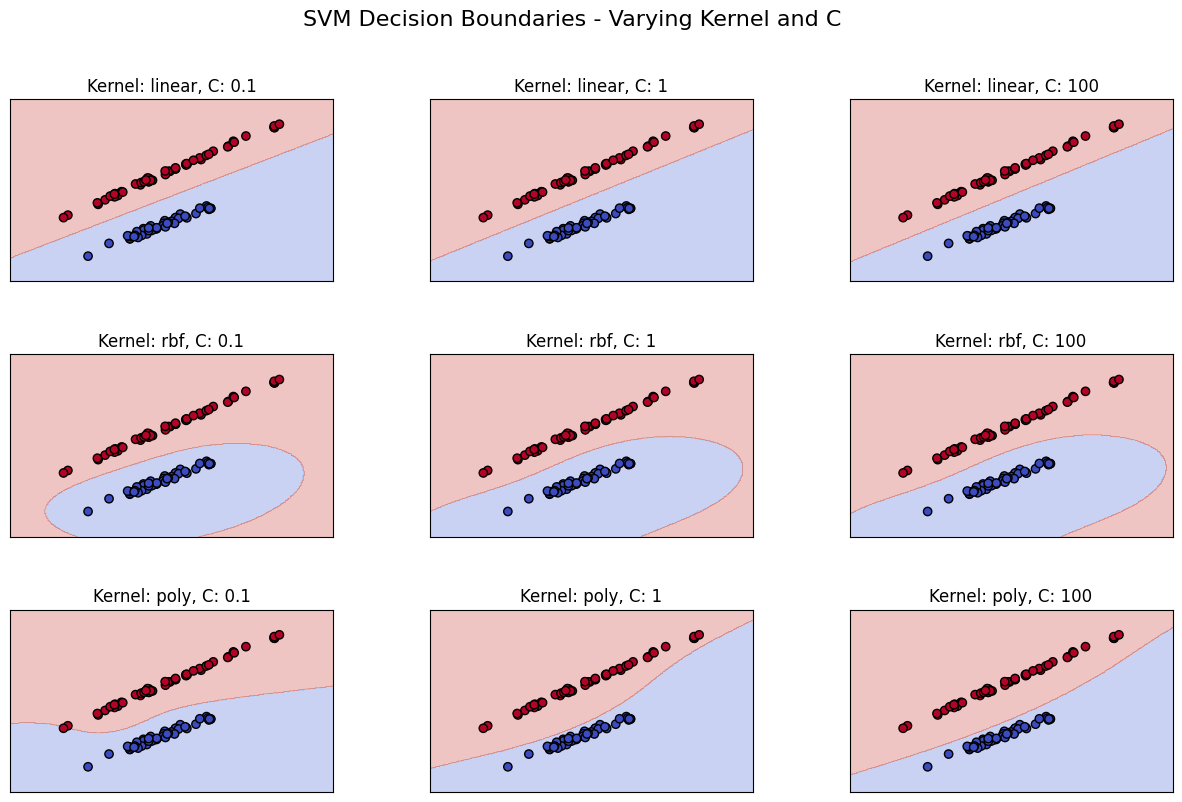 SVM Decision Boundaries - Varying Kernel and C
Kernel: linear, C: 0.1
Kernel: linear, C: 1
Kernel: linear, C: 100
Kernel: rbf, C: 0.1
Kernel: rbf, C: 1
Kernel: rbf, C: 100
Kernel: poly, C: 0.1
Kernel: poly, C: 1
Kernel: poly, C: 100